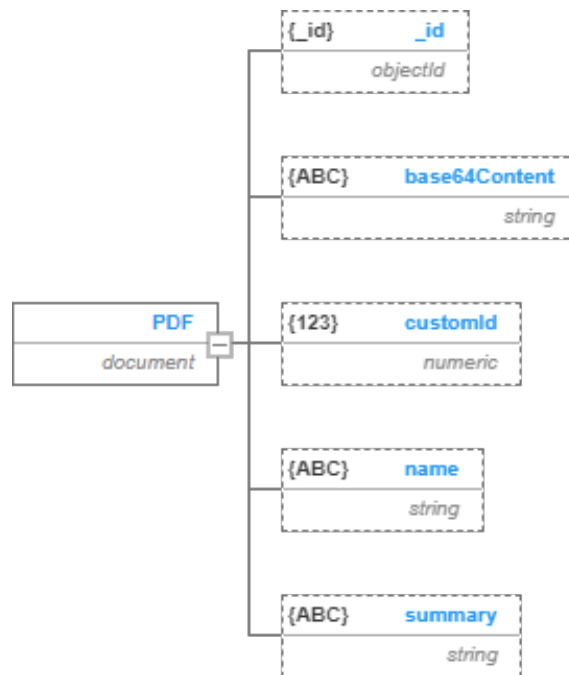 {_id} _id
objectId
{ABC} base64Content
string
PDF
document
{123} customId
numeric
{ABC} name
string
{ABC} summary
string